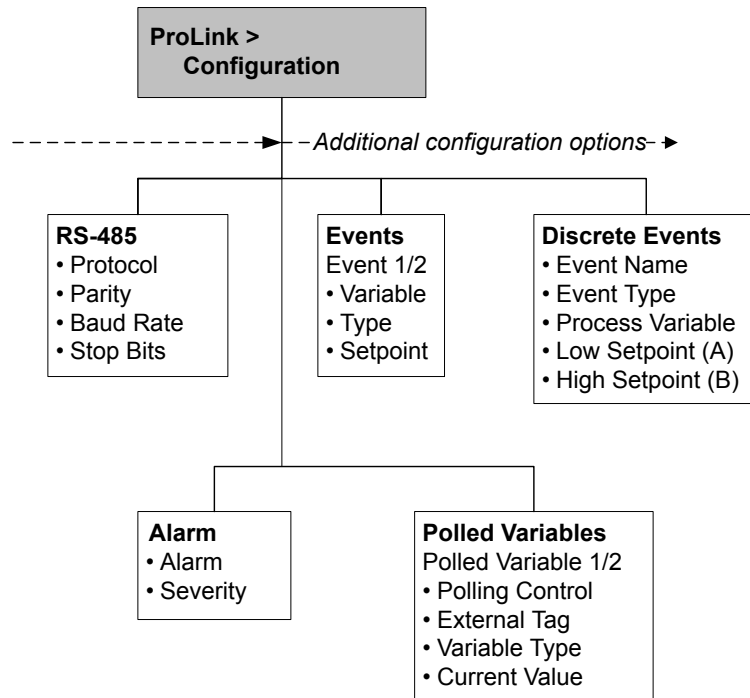 ProLink >
Configuration
Additional configuration options
RS-485
• Protocol
• Parity
• Baud Rate
• Stop Bits
Events
Event 1/2
• Variable
• Type
• Setpoint
Discrete Events
• Event Name
• Event Type
• Process Variable
• Low Setpoint (A)
• High Setpoint (B)
Alarm
• Alarm
• Severity
Polled Variables
Polled Variable 1/2
• Polling Control
• External Tag
• Variable Type
• Current Value